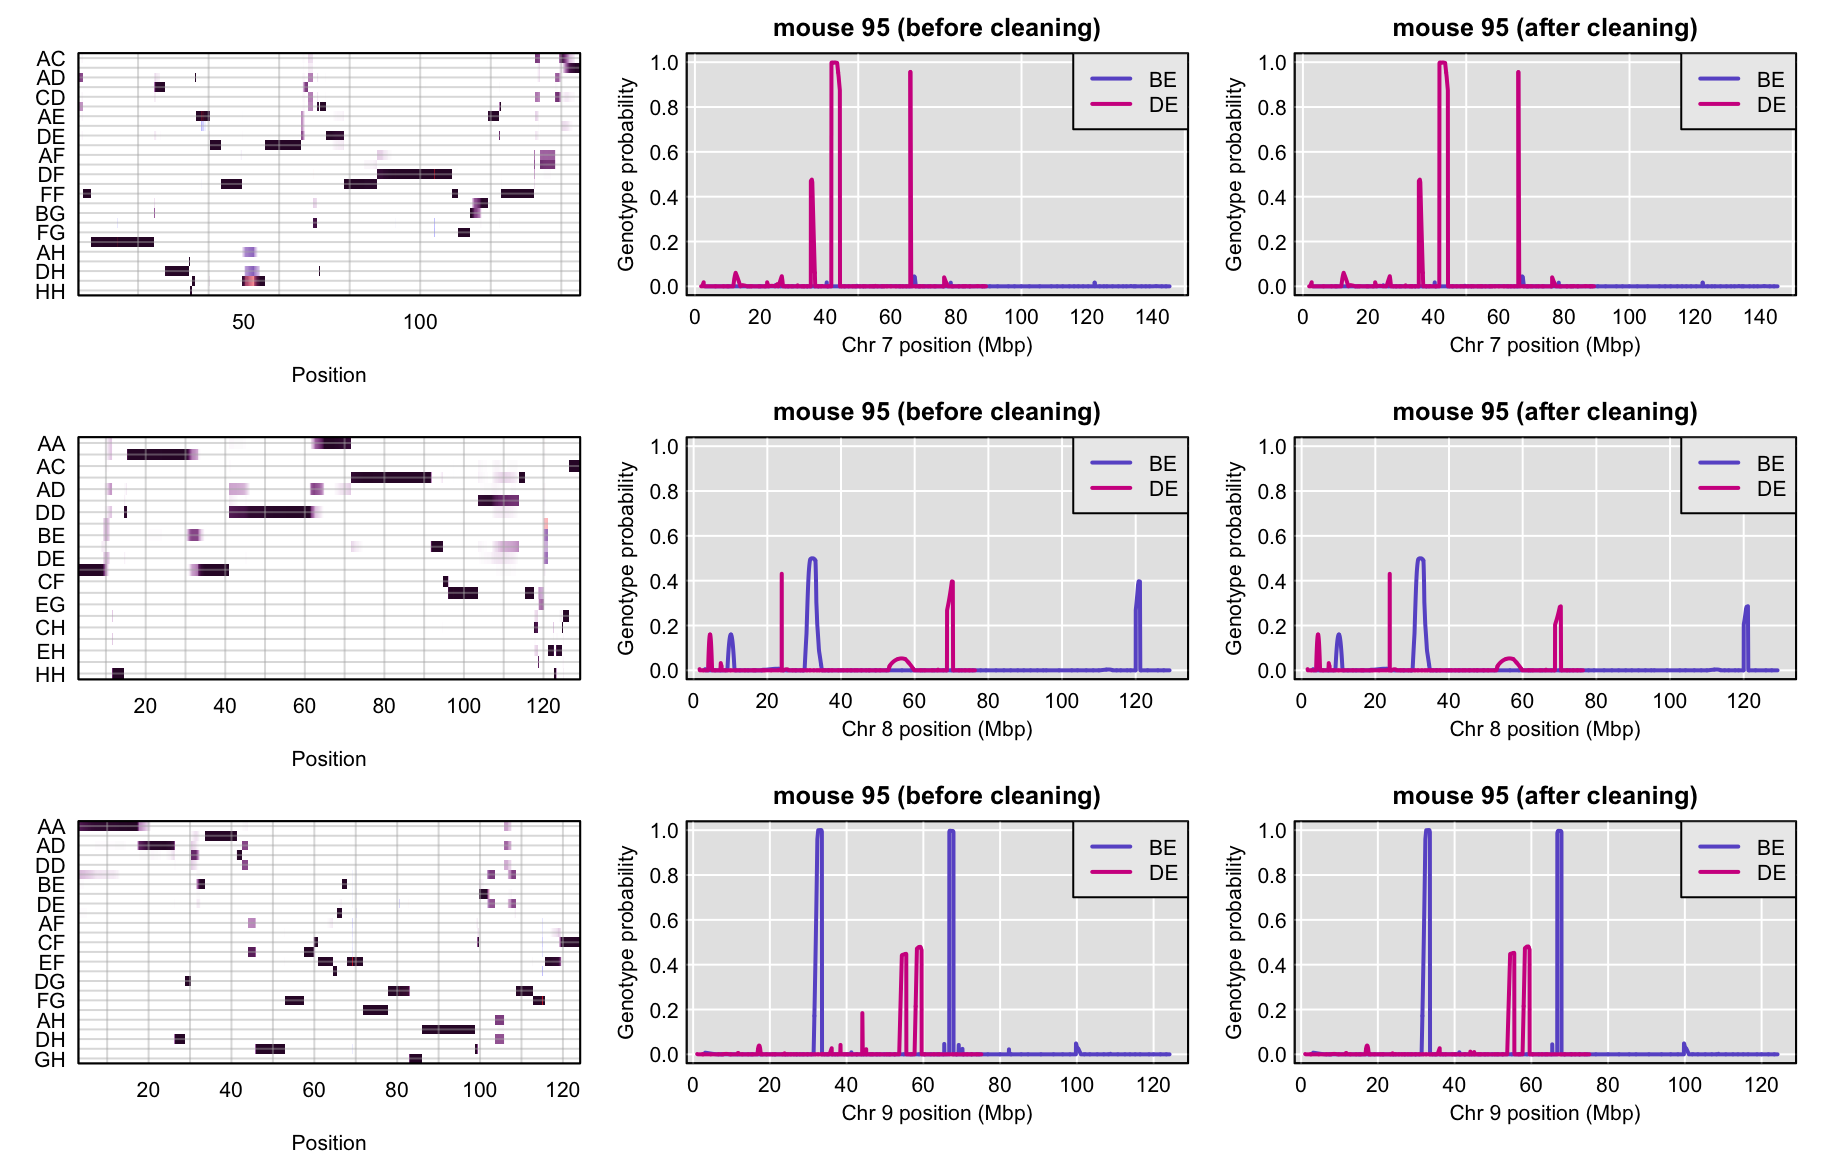 mouse 95 (before cleaning)
mouse 95 (after cleaning)
AC
AD
CD
AE
DE
AF
DF
FF
BG
FG
AH
DH
HH
50 100
Position
Genotype probability
1.0
0.8
0.6
0.4
0.2
0.0
BE
DE
0 20 40 60 80 100 120 140
Chr 7 position (Mbp)
Genotype probability
1.0
0.8
0.6
0.4
0.2
0.0
BE
DE
0 20 40 60 80 100 120 140
Chr 7 position (Mbp)
mouse 95 (before cleaning)
mouse 95 (after cleaning)
AA
AC
AD
DD
BE
DE
CF
EG
CH
EH
HH
20 40 60 80 100 120
Position
Genotype probability
1.0
0.8
0.6
0.4
0.2
0.0
BE
DE
0 20 40 60 80 100 120
Chr 8 position (Mbp)
Genotype probability
1.0
0.8
0.6
0.4
0.2
0.0
BE
DE
0 20 40 60 80 100 120
Chr 8 position (Mbp)
mouse 95 (before cleaning)
mouse 95 (after cleaning)
AA
AD
DD
BE
DE
AF
CF
EF
DG
FG
AH
DH
GH
20 40 60 80 100 120
Position
Genotype probability
1.0
0.8
0.6
0.4
0.2
0.0
BE
DE
0 20 40 60 80 100 120
Chr 9 position (Mbp)
Genotype probability
1.0
0.8
0.6
0.4
0.2
0.0
BE
DE
0 20 40 60 80 100 120
Chr 9 position (Mbp)